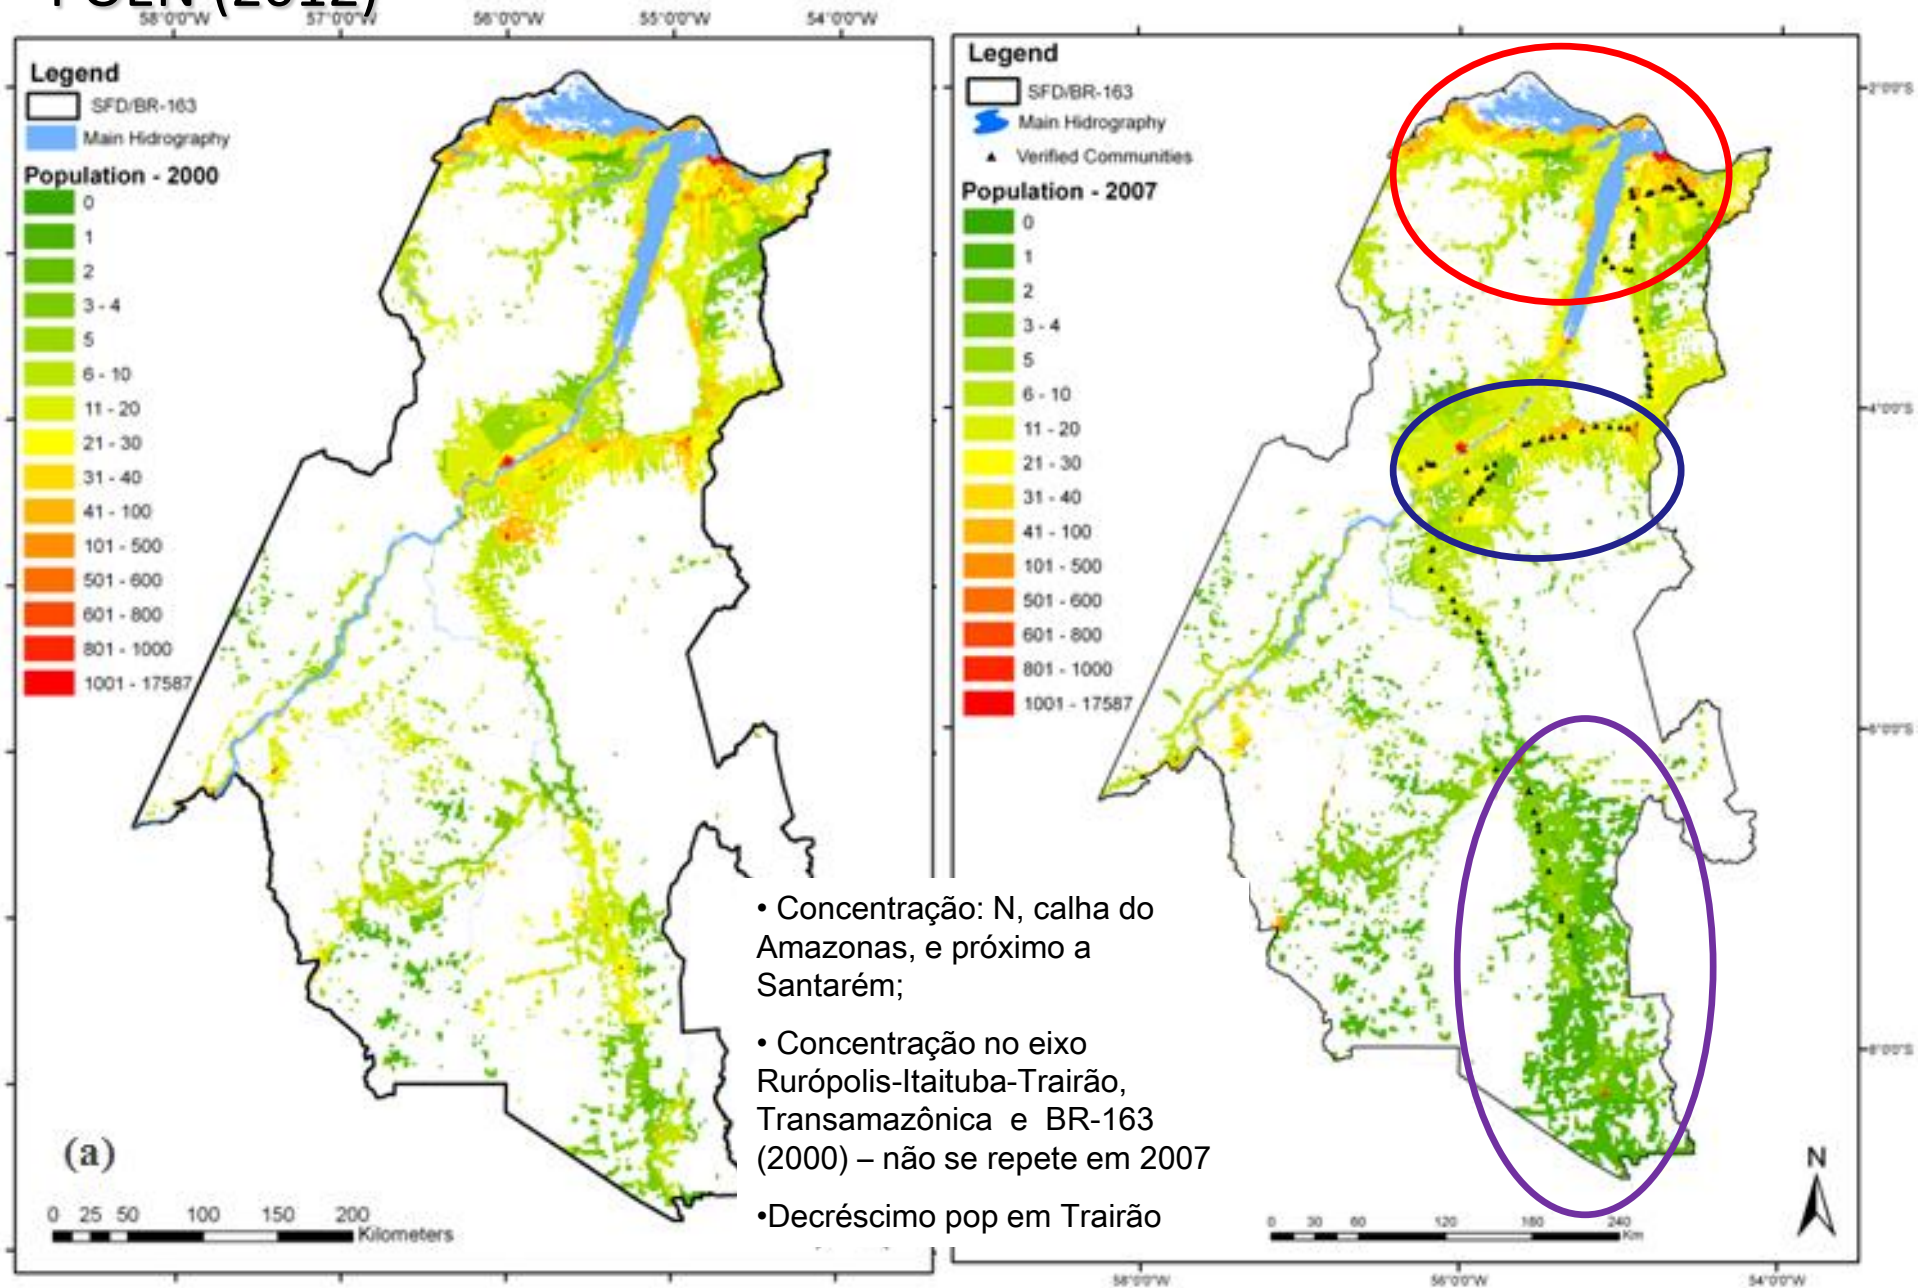 (2012)
58°0'0"W 57°0'0"W 56°0'0"W 55°0'0"W 54°0'0"W
Legend
SFD/BR-163
Main Hidrography
Population - 2000
0
1
2
3 - 4
5
6 - 10
11 - 20
21 - 30
31 - 40
41 - 100
101 - 500
501 - 600
601 - 800
801 - 1000
1001 - 17587
(a)
0 25 50 100 150 200
Kilometers
Legend
SFD/BR-163
Main Hidrography
Verified Communities
Population - 2007
0
1
2
3 - 4
5
6 - 10
11 - 20
21 - 30
31 - 40
41 - 100
101 - 500
501 - 600
601 - 800
801 - 1000
1001 - 17587
2°0'0"S
4°0'0"S
6°0'0"S
8°0'0"S
• Concentração: N, calha do
Amazonas, e próximo a
Santarém;
• Concentração no eixo
Rurópolis-Itaituba-Trairão,
Transamazônica e BR-163
(2000) – não se repete em 2007
•Decréscimo pop em Trairão
N
0 30 60 120 180 240
Km
58°0'0"W 56°0'0"W 54°0'0"W